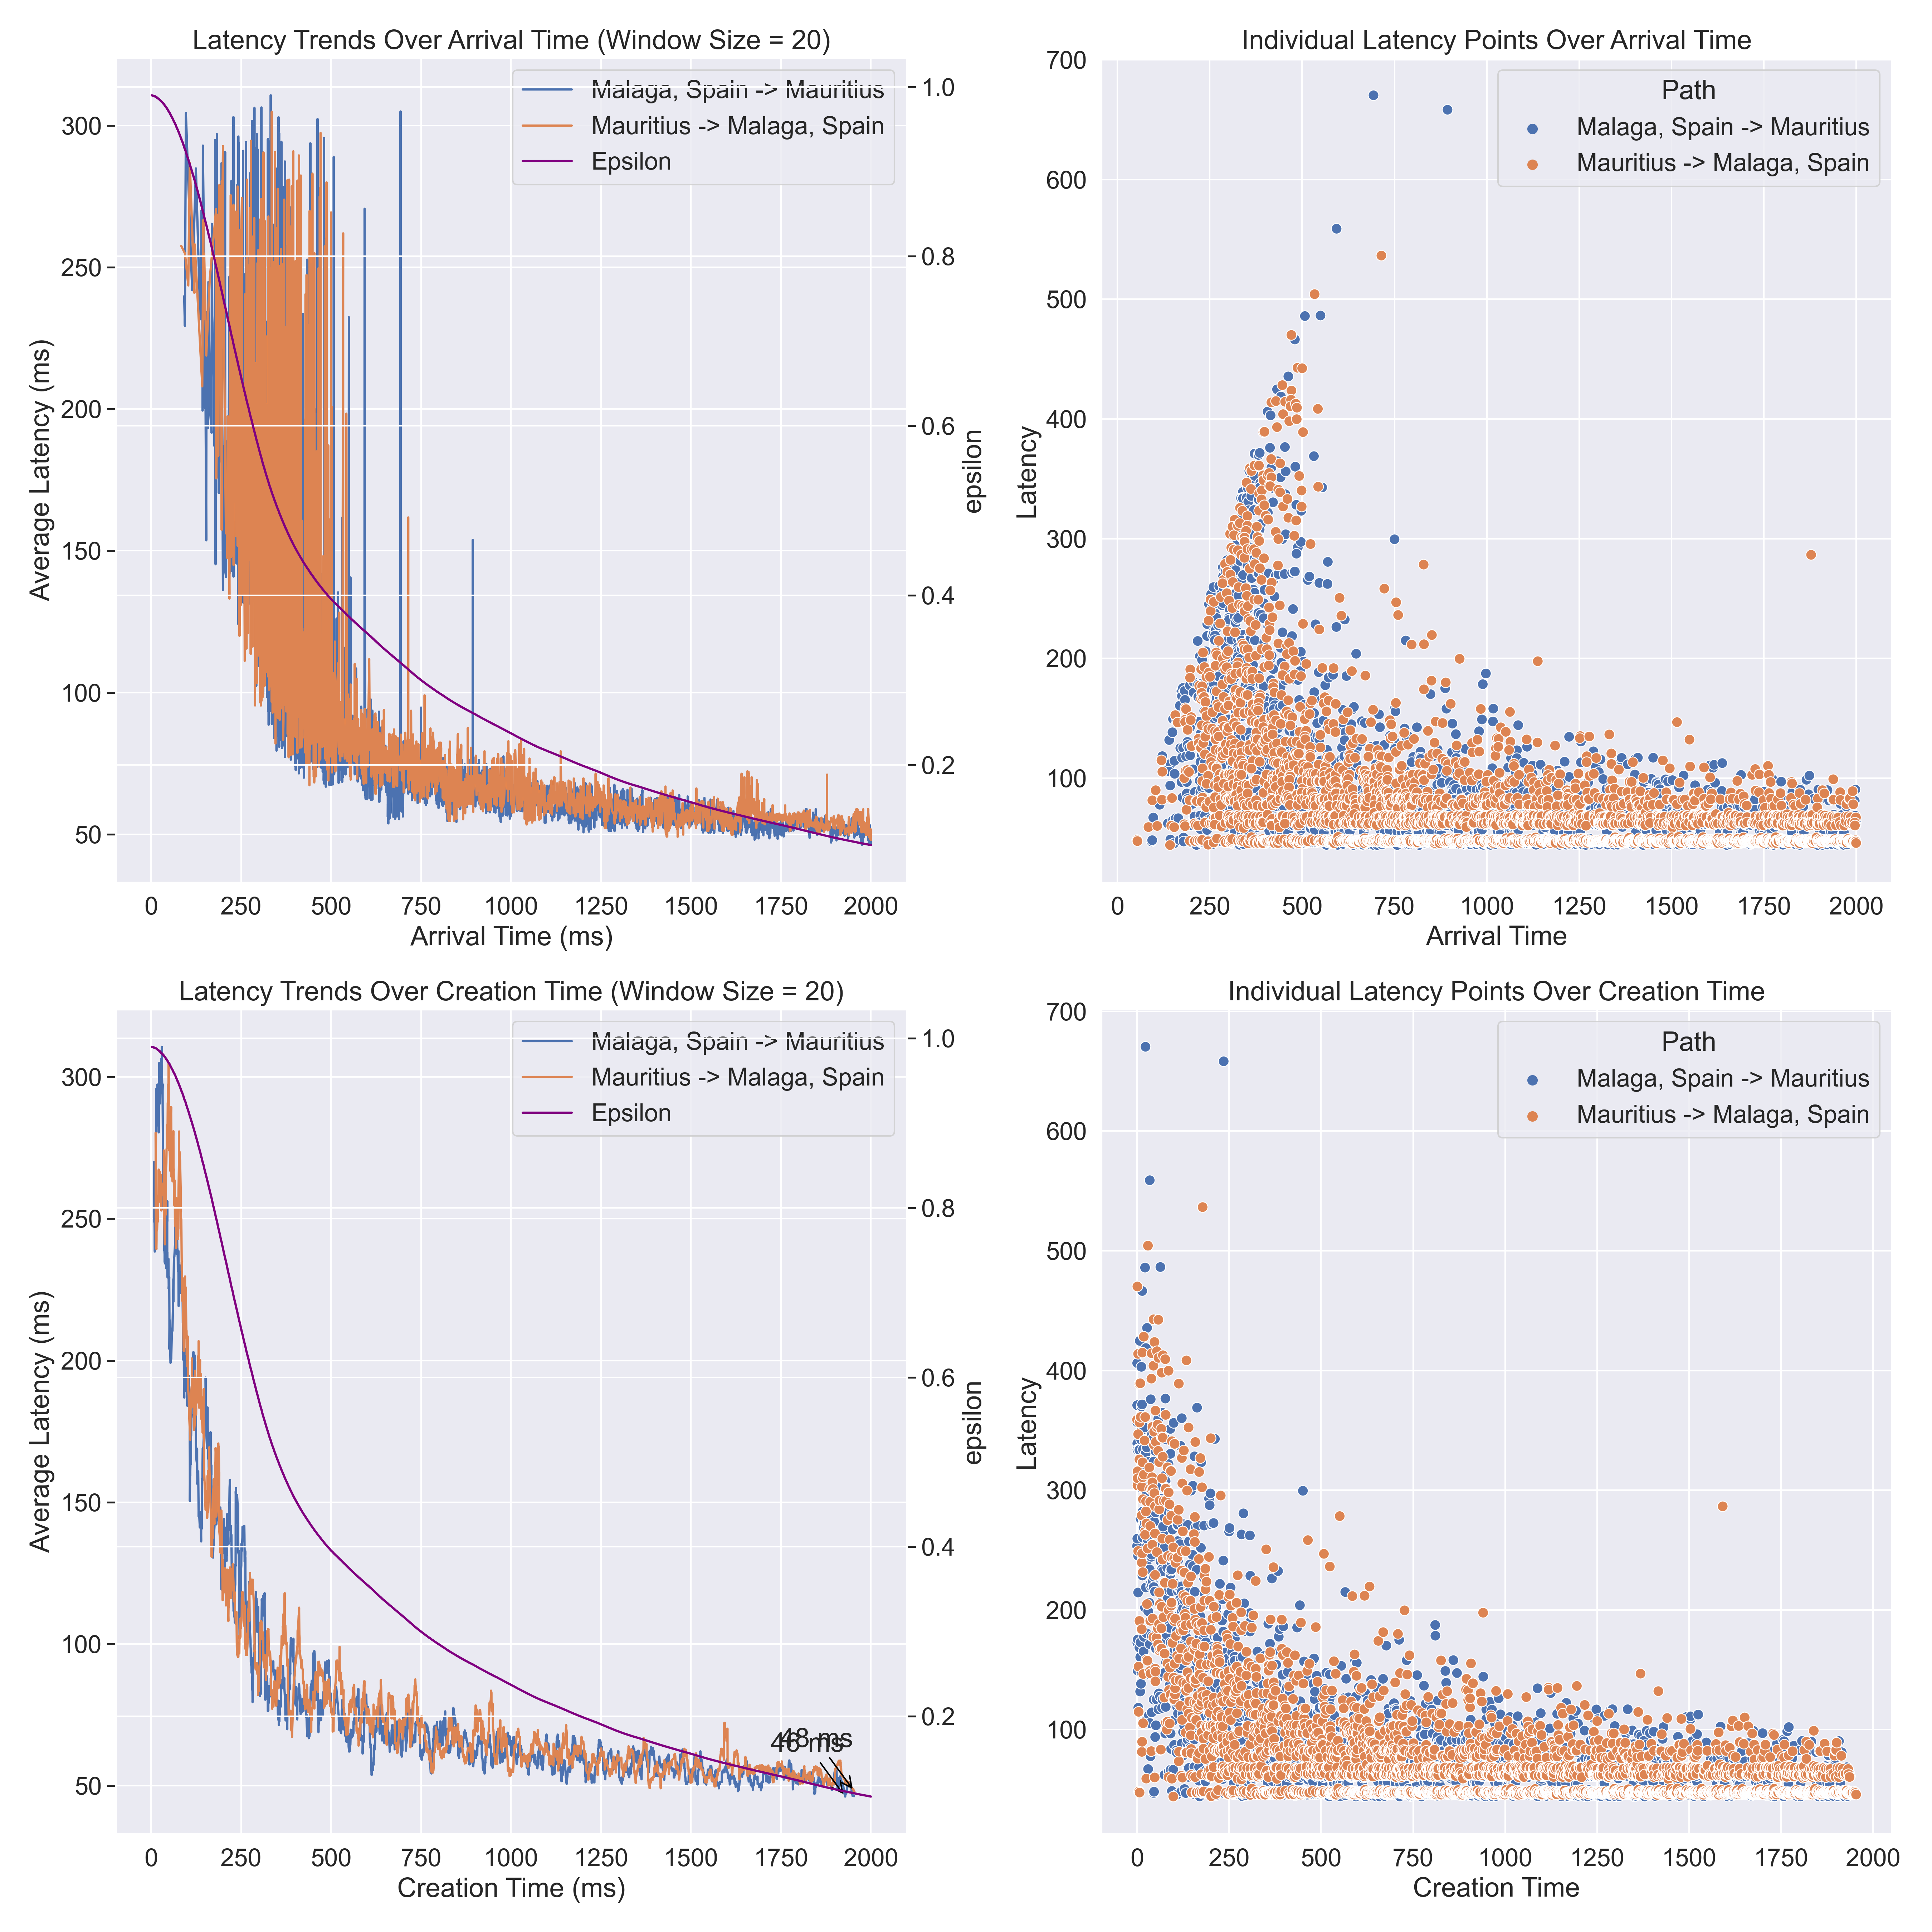 Latency Trends Over Arrival Time (Window Size = 20)
Malaga, Spain -> Mauritius
Mauritius -> Malaga, Spain
Epsilon
300
250
200
150
100
50
Average Latency (ms)
1.0
0.8
0.6
0.4
0.2
epsilon
0 250 500 750 1000 1250 1500 1750 2000
Arrival Time (ms)
Individual Latency Points Over Arrival Time
Path
Malaga, Spain -> Mauritius
Mauritius -> Malaga, Spain
700
600
500
400
300
200
100
Latency
0 250 500 750 1000 1250 1500 1750 2000
Arrival Time
Latency Trends Over Creation Time (Window Size = 20)
Malaga, Spain -> Mauritius
Mauritius -> Malaga, Spain
Epsilon
300
250
200
150
100
50
Average Latency (ms)
1.0
0.8
0.6
0.4
0.2
epsilon
48 ms
46 ms
0 250 500 750 1000 1250 1500 1750 2000
Creation Time (ms)
Individual Latency Points Over Creation Time
Path
Malaga, Spain -> Mauritius
Mauritius -> Malaga, Spain
700
600
500
400
300
200
100
Latency
0 250 500 750 1000 1250 1500 1750 2000
Creation Time